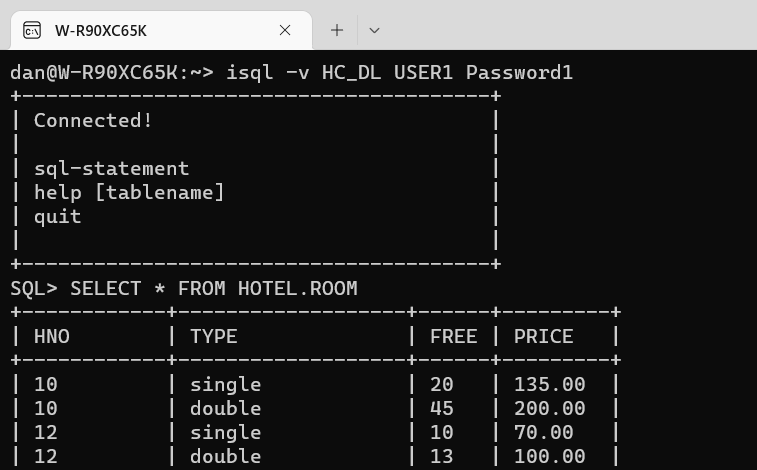 W-R90XC65K
dan@W-R90XC65K:~> isql -v HC_DL USER1 Password1
+---------------------------------------+
| Connected!                            |
|                                       |
| sql-statement                         |
| help [tablename]                      |
| quit                                  |
|                                       |
+---------------------------------------+
SQL> SELECT * FROM HOTEL.ROOM
+------------+-------------------+------+---------+
| HNO        | TYPE              | FREE | PRICE   |
+------------+-------------------+------+---------+
| 10         | single            | 20   | 135.00  |
| 10         | double            | 45   | 200.00  |
| 12         | single            | 10   | 70.00   |
| 12         | double            | 13   | 100.00  |